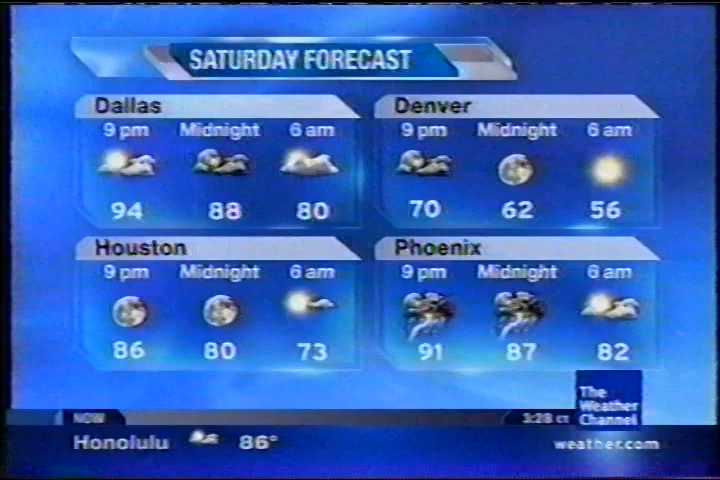 SATURDAY FORECAST
Dallas
9 pm Midnight 6 am
94 88 80
Denver
9 pm Midnight 6 am
70 62 56
Houston
9 pm Midnight 6 am
86 80 73
Phoenix
9 pm Midnight 6 am
91 87 82
NOW
3:28 ET
The
Weather
Channel
Honolulu 86°
weather.com